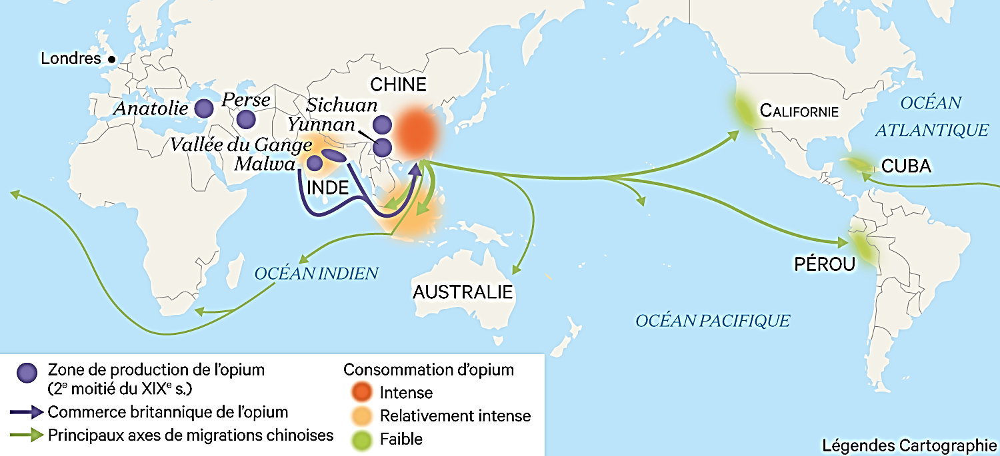 Londres
CHINE
Anatolie
Perse
Sichuan
Yunnan
Vallée du Gange
Malwa
INDE
CALIFORNIE
OCÉAN
ATLANTIQUE
CUBA
OCÉAN INDIEN
AUSTRALIE
PÉROU
OCÉAN PACIFIQUE
Zone de production de l'opium
(2e moitié du XIXe s.)
Commerce britannique de l'opium
Principaux axes de migrations chinoises
Consommation d'opium
Intense
Relativement intense
Faible
Légendes Cartographie